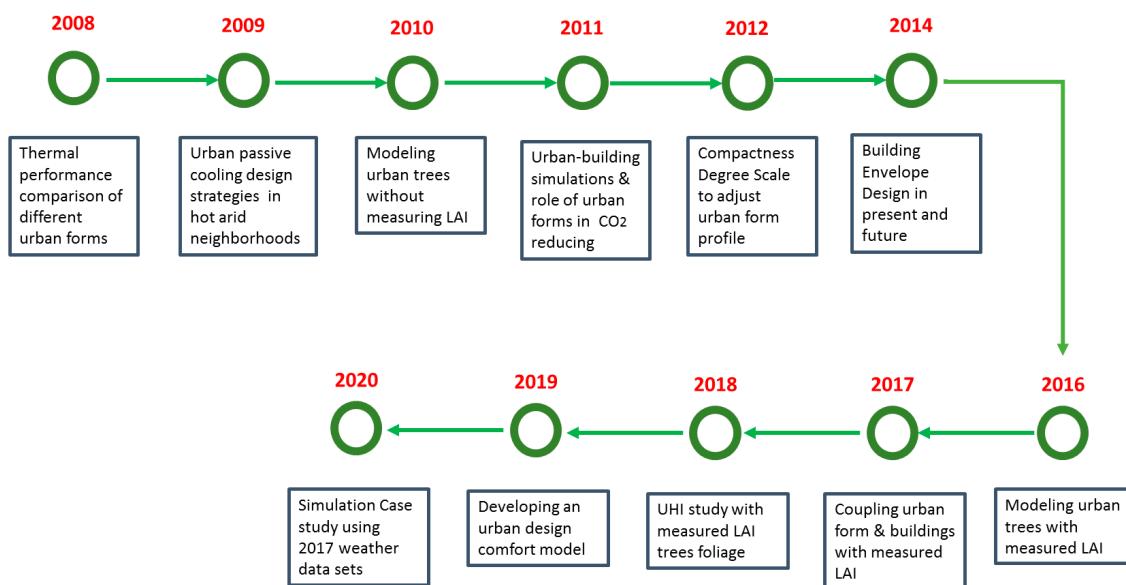 2008
2009
2010
2011
2012
2014
Thermal
performance
comparison of
different
urban forms
Urban passive
cooling design
strategies in
hot arid
neighborhoods
Modeling
urban trees
without
measuring LAI
Urban-building
simulations &
role of urban
forms in CO2
reducing
Compactness
Degree Scale
to adjust
urban form
profile
Building
Envelope
Design in
present and
future
2020
2019
2018
2017
2016
Simulation Case
study using
2017 weather
data sets
Developing an
urban design
comfort model
UHI study with
measured LAI
trees foliage
Coupling urban
form & buildings
with measured
LAI
Modeling urban
trees with
measured LAI